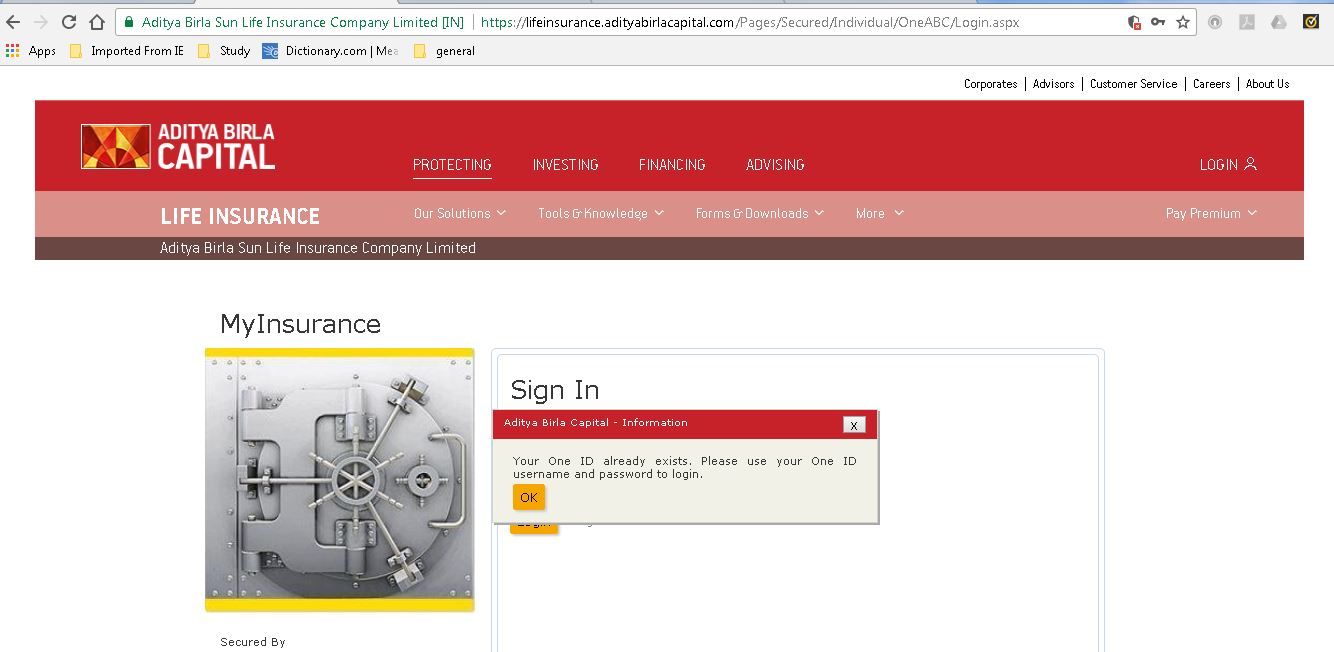 Aditya Birla Sun Life Insurance Company Limited [IN] https://lifeinsurance.adityabirlacapital.com/Pages/Secured/Individual/OneABC/Login.aspx
Apps Imported From IE Study Dictionary.com | Mea general
Corporates | Advisors | Customer Service | Careers | About Us
ADITYA BIRLA
CAPITAL
PROTECTING INVESTING FINANCING ADVISING LOGIN
LIFE INSURANCE Our Solutions Tools & Knowledge Forms & Downloads More Pay Premium
Aditya Birla Sun Life Insurance Company Limited
MyInsurance
Sign In
Aditya Birla Capital - Information X
Your One ID already exists. Please use your One ID
username and password to login.
OK
Login
Secured By